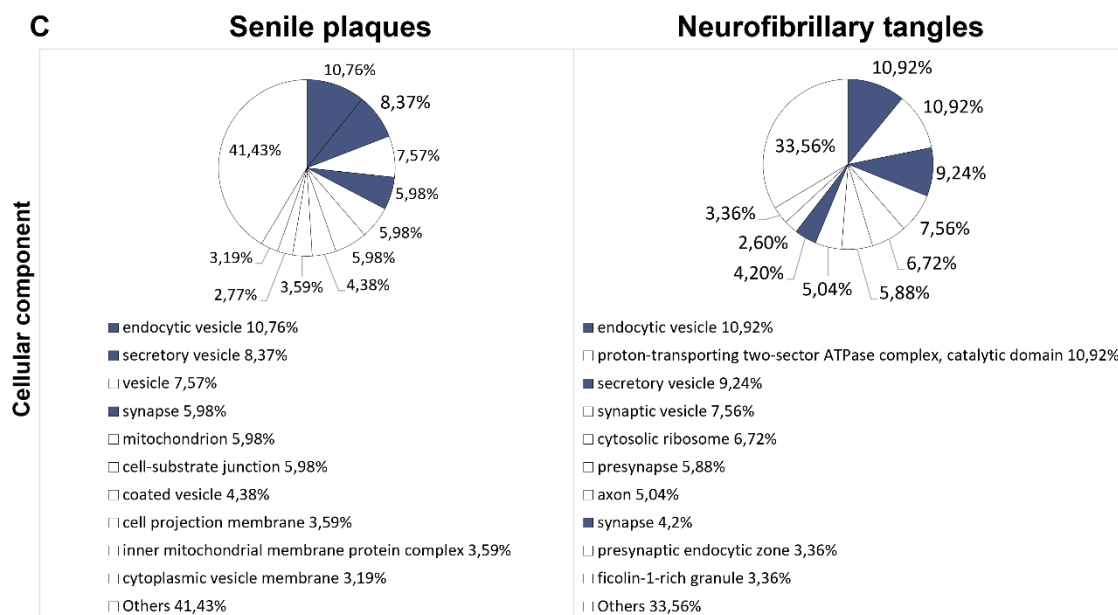 C
Senile plaques
Neurofibrillary tangles
Cellular component
10,76%
8,37%
7,57%
5,98%
5,98%
5,98%
4,38%
3,59%
2,77%
3,19%
41,43%
10,92%
10,92%
9,24%
7,56%
6,72%
5,88%
5,04%
4,20%
2,60%
3,36%
33,56%
endocytic vesicle 10,76%
secretory vesicle 8,37%
vesicle 7,57%
synapse 5,98%
mitochondrion 5,98%
cell-substrate junction 5,98%
coated vesicle 4,38%
cell projection membrane 3,59%
inner mitochondrial membrane protein complex 3,59%
cytoplasmic vesicle membrane 3,19%
Others 41,43%
endocytic vesicle 10,92%
proton-transporting two-sector ATPase complex, catalytic domain 10,92%
secretory vesicle 9,24%
synaptic vesicle 7,56%
cytosolic ribosome 6,72%
presynapse 5,88%
axon 5,04%
synapse 4,2%
presynaptic endocytic zone 3,36%
ficolin-1-rich granule 3,36%
Others 33,56%